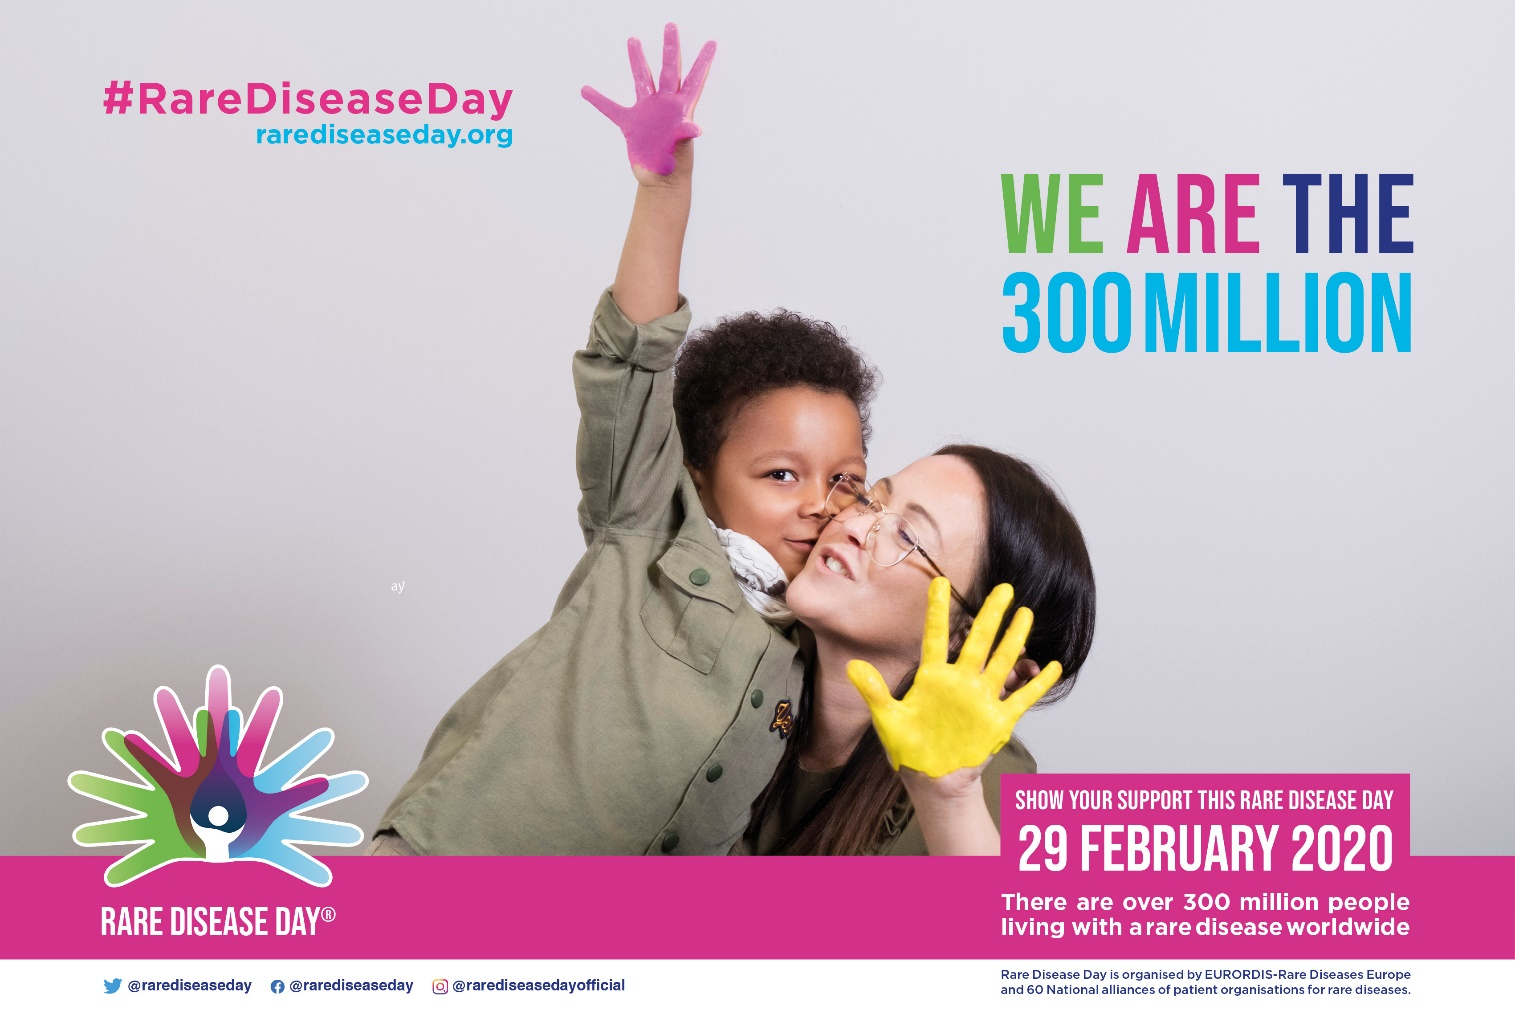 #RareDiseaseDay
rarediseaseday.org
WE ARE THE
300 MILLION
ay
SHOW YOUR SUPPORT THIS RARE DISEASE DAY
29 FEBRUARY 2020
There are over 300 million people
living with a rare disease worldwide
RARE DISEASE DAY®
@rarediseaseday @rarediseaseday @rarediseasedayofficial
Rare Disease Day is organised by EURORDIS-Rare Diseases Europe
and 60 National alliances of patient organisations for rare diseases.